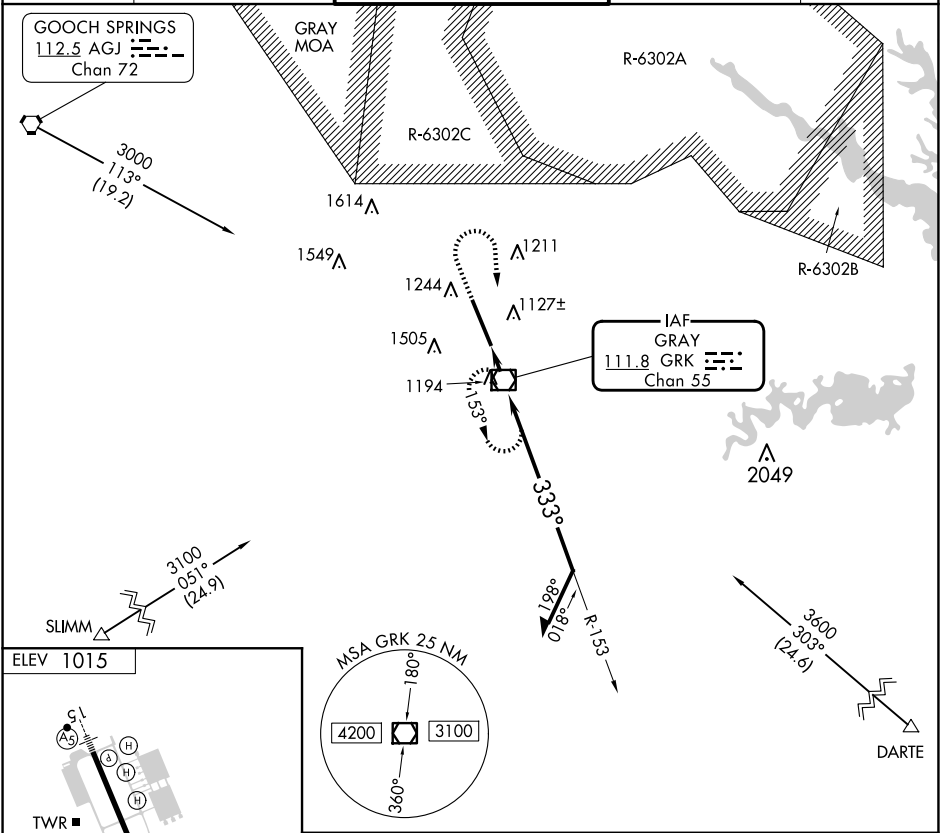 GOOCH SPRINGS
112.5 AGJ
Chan 72
GRAY
MOA
R-6302A
R-6302C
R-6302B
3000
113°
(19.2)
1614
1549
1211
1244
1127±
1505
1194
153°
IAF
GRAY
111.8 GRK
Chan 55
2049
333°
198°
018°
R-153
3100
051°
(24.9)
SLIMM
3600
303°
(24.6)
DARTE
ELEV 1015
15
A5
P
H
H
H
TWR
MSA GRK 25 NM
180°
4200
3100
360°